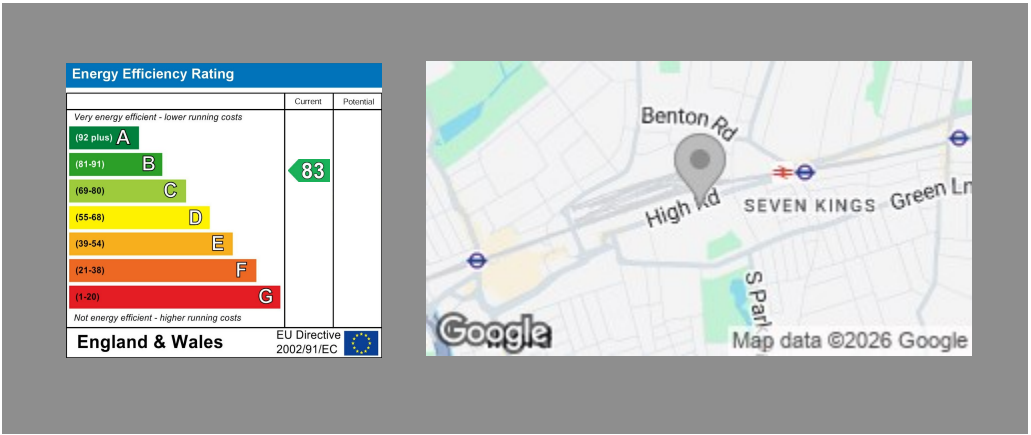 Energy Efficiency Rating
Current
Potential
Very energy efficient - lower running costs
(92 plus) A
(81-91) B
83
(69-80) C
(55-68) D
(39-54) E
(21-38) F
(1-20) G
Not energy efficient - higher running costs
England & Wales
EU Directive
2002/91/EC
Benton Rd
High Rd
SEVEN KINGS
Green Ln
S Park
Google
Map data ©2026 Google